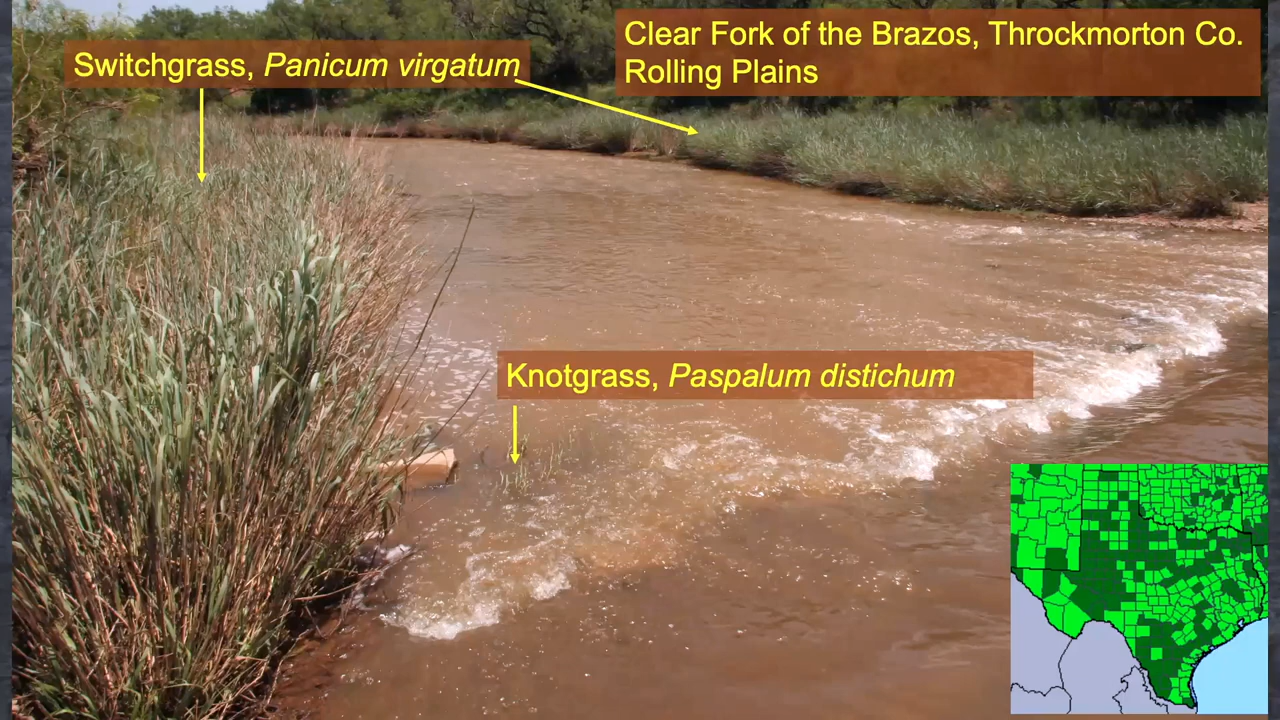 Switchgrass, Panicum virgatum
Clear Fork of the Brazos, Throckmorton Co.
Rolling Plains
Knotgrass, Paspalum distichum